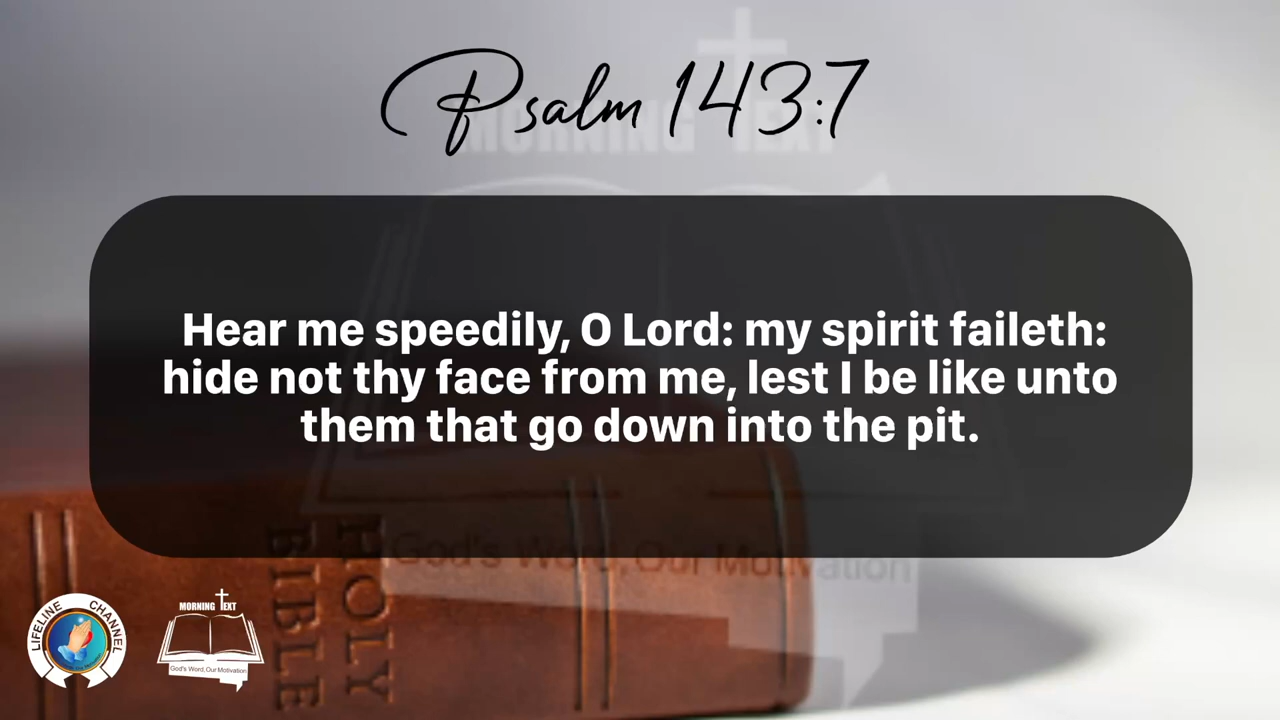 Psalm 143:7
MORNING TEXT
Hear me speedily, O Lord: my spirit faileth:
hide not thy face from me, lest I be like unto
them that go down into the pit.
God's Word, Our Motivation
HOLY
BIBLE
LIFELINE CHANNEL
MORNING TEXT
God's Word, Our Motivation